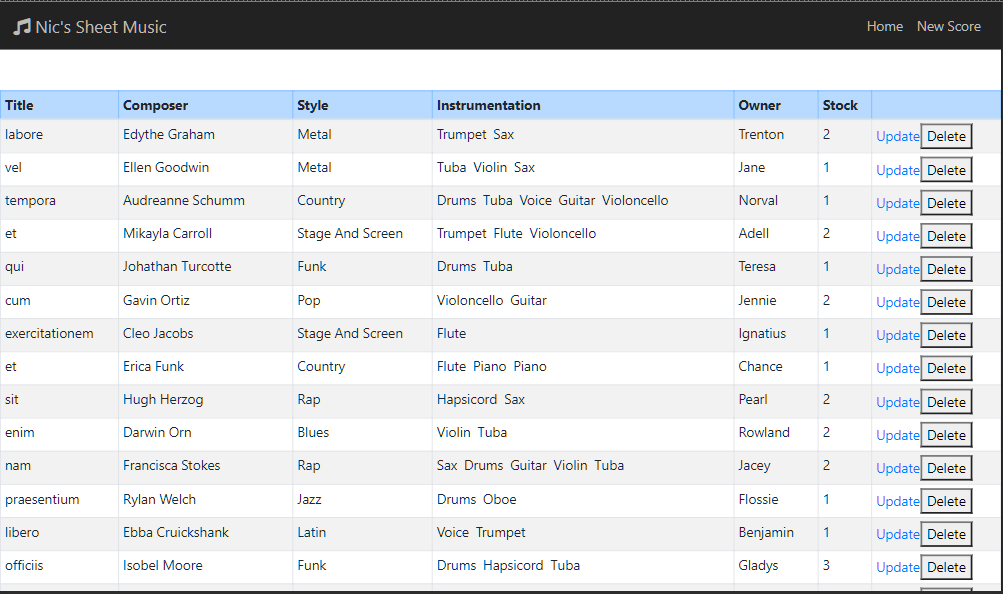 Nic's Sheet Music Home New Score
Title Composer Style Instrumentation Owner Stock
labore Edythe Graham Metal Trumpet Sax Trenton 2 Update Delete
vel Ellen Goodwin Metal Tuba Violin Sax Jane 1 Update Delete
tempora Audreanne Schumm Country Drums Tuba Voice Guitar Violoncello Norval 1 Update Delete
et Mikayla Carroll Stage And Screen Trumpet Flute Violoncello Adell 2 Update Delete
qui Johathan Turcotte Funk Drums Tuba Teresa 1 Update Delete
cum Gavin Ortiz Pop Violoncello Guitar Jennie 2 Update Delete
exercitationem Cleo Jacobs Stage And Screen Flute Ignatius 1 Update Delete
et Erica Funk Country Flute Piano Piano Chance 1 Update Delete
sit Hugh Herzog Rap Hapsicord Sax Pearl 2 Update Delete
enim Darwin Orn Blues Violin Tuba Rowland 2 Update Delete
nam Francisca Stokes Rap Sax Drums Guitar Violin Tuba Jacey 2 Update Delete
praesentium Rylan Welch Jazz Drums Oboe Flossie 1 Update Delete
libero Ebba Cruickshank Latin Voice Trumpet Benjamin 1 Update Delete
officiis Isobel Moore Funk Drums Hapsicord Tuba Gladys 3 Update Delete